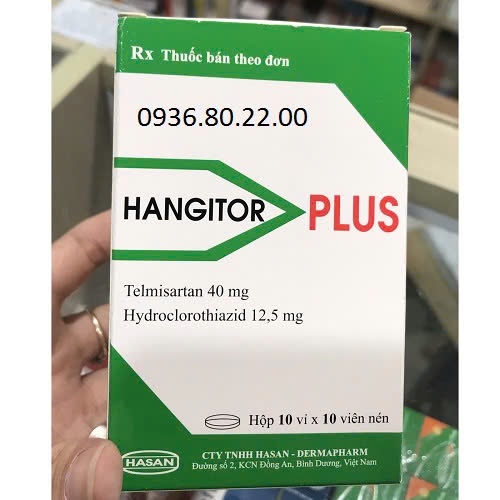 Rx Thuốc bán theo đơn
0936.80.22.00
HANGITOR PLUS
Telmisartan 40 mg
Hydroclorothiazid 12,5 mg
Hộp 10 vỉ x 10 viên nén
HASAN
CTY TNHH HASAN - DERMAPHARM
Đường số 2, KCN Đồng An, Bình Dương, Việt Nam